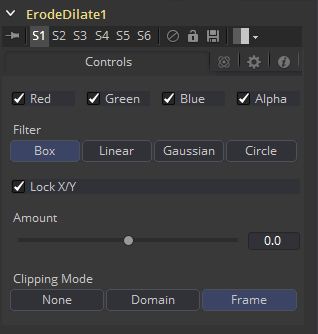 ErodeDilate1
S1 S2 S3 S4 S5 S6
Controls
Red Green Blue Alpha
Filter
Box Linear Gaussian Circle
Lock X/Y
Amount
0.0
Clipping Mode
None Domain Frame